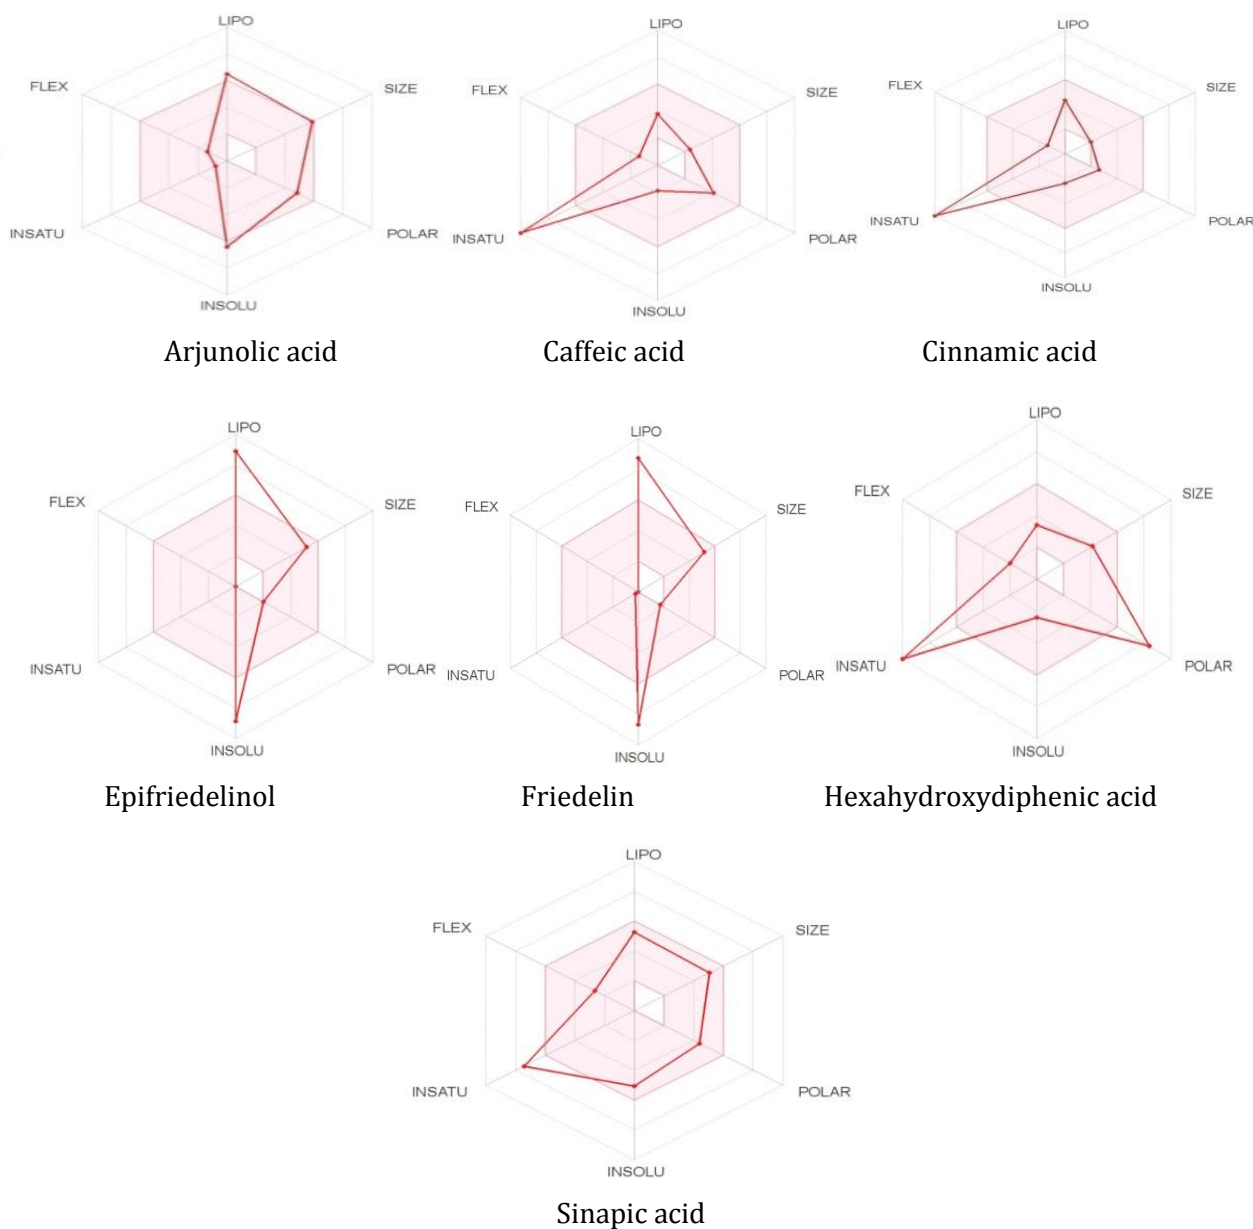 LIPO
FLEX
SIZE
INSATU
POLAR
INSOLU
Arjunolic acid
LIPO
FLEX
SIZE
INSATU
POLAR
INSOLU
Caffeic acid
LIPO
FLEX
SIZE
INSATU
POLAR
INSOLU
Cinnamic acid
LIPO
FLEX
SIZE
INSATU
POLAR
INSOLU
Epifriedelinol
LIPO
FLEX
SIZE
INSATU
POLAR
INSOLU
Friedelin
LIPO
FLEX
SIZE
INSATU
POLAR
INSOLU
Hexahydroxydiphenic acid
LIPO
FLEX
SIZE
INSATU
POLAR
INSOLU
Sinapic acid